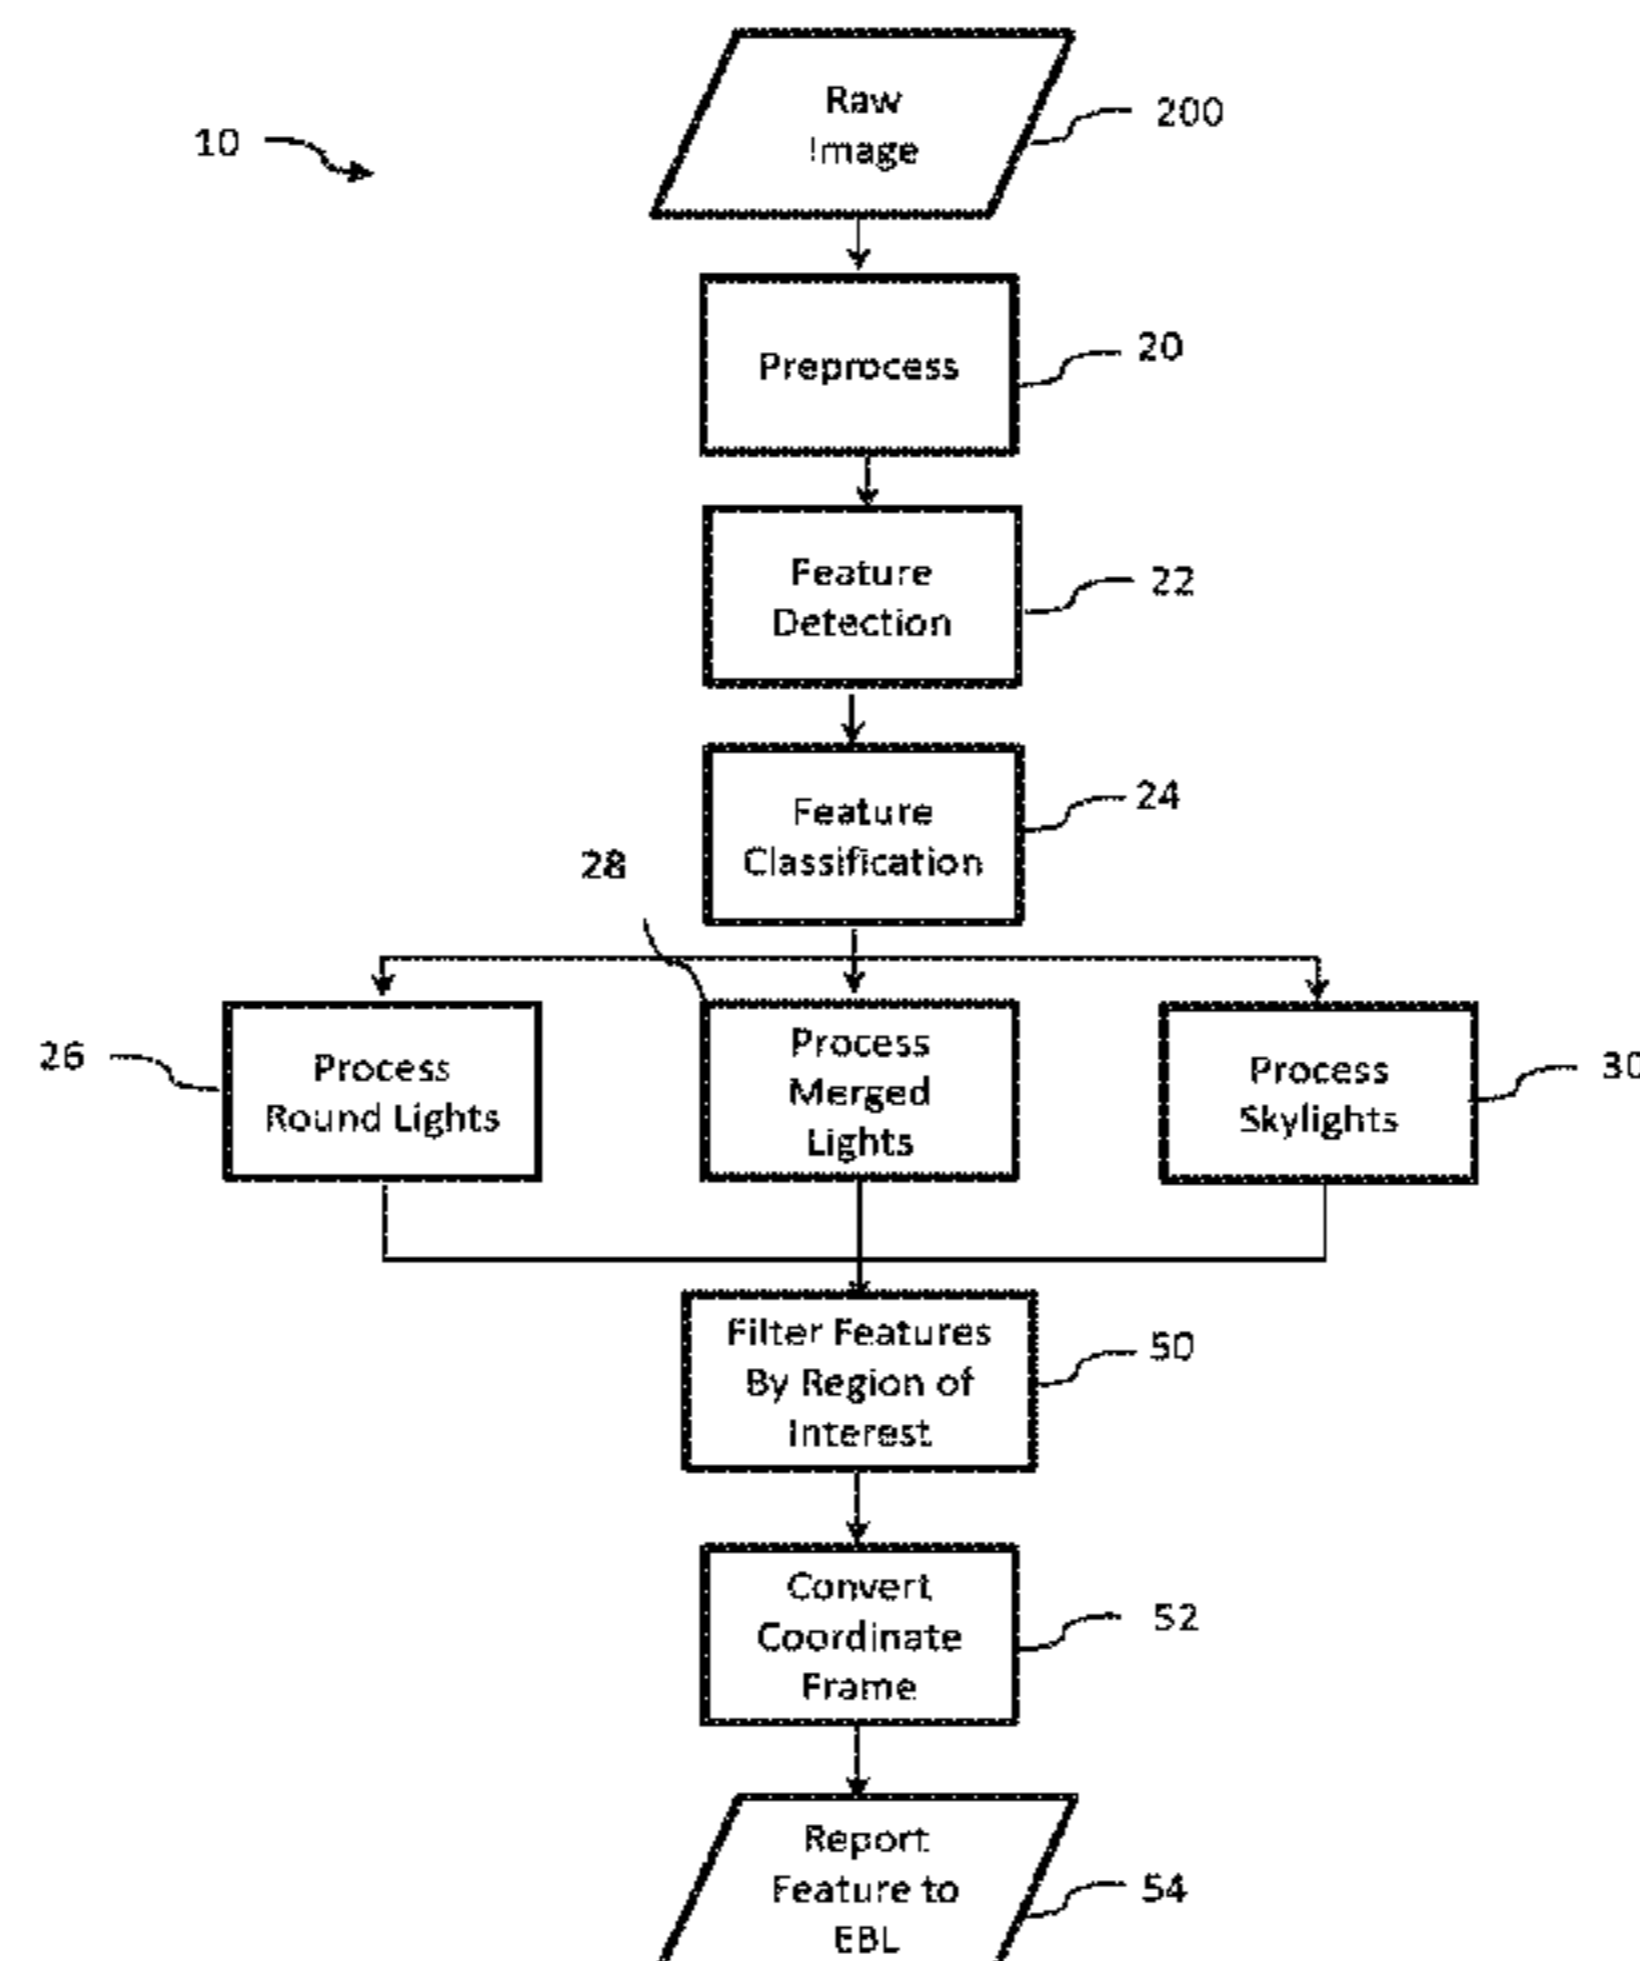 10
Raw
Image
200
Preprocess
20
Feature
Detection
22
Feature
Classification
24
28
26
Process
Round Lights
Process
Merged
Lights
Process
Skylights
30
Filter Features
By Region of
Interest
50
Convert
Coordinate
Frame
52
Report
Feature to
EBL
54